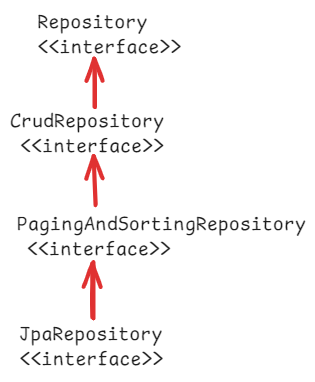 Repository
<<interface>>
CrudRepository
<<interface>>
PagingAndSortingRepository
<<interface>>
JpaRepository
<<interface>>